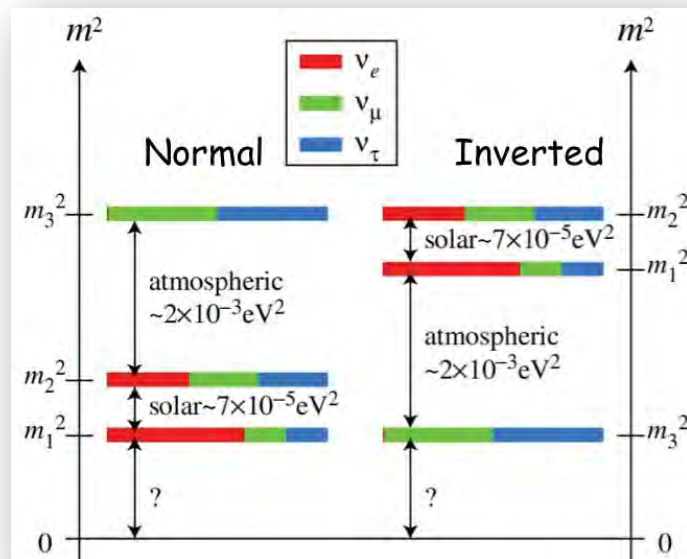 m² m²
ν_e
ν_μ
ν_τ
Normal Inverted
m₃² m₂²
solar~7×10⁻⁵eV²
m₁²
atmospheric
~2×10⁻³eV²
atmospheric
~2×10⁻³eV²
m₂²
solar~7×10⁻⁵eV²
m₁² m₃²
? ?
0 0